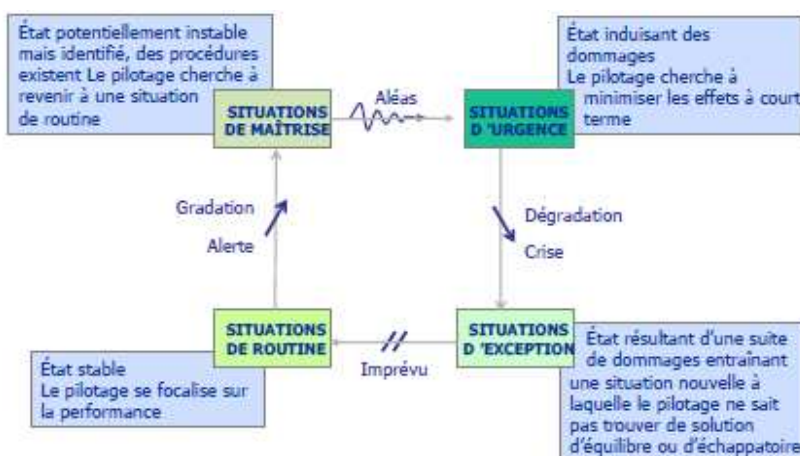 État potentiellement instable
mais identifié, des procédures
existent Le pilotage cherche à
revenir à une situation
de routine
SITUATIONS
DE MAÎTRISE
Aléas
SITUATIONS
D 'URGENCE
État induisant des
dommages
Le pilotage cherche à
minimiser les effets à court
terme
Gradation
Alerte
Dégradation
Crise
SITUATIONS
DE ROUTINE
Imprévu
SITUATIONS
D 'EXCEPTION
État stable
Le pilotage se focalise sur
la performance
État résultant d'une suite
de dommages entraînant
une situation nouvelle à
laquelle le pilotage ne sait
pas trouver de solution
d'équilibre ou d'échappatoire